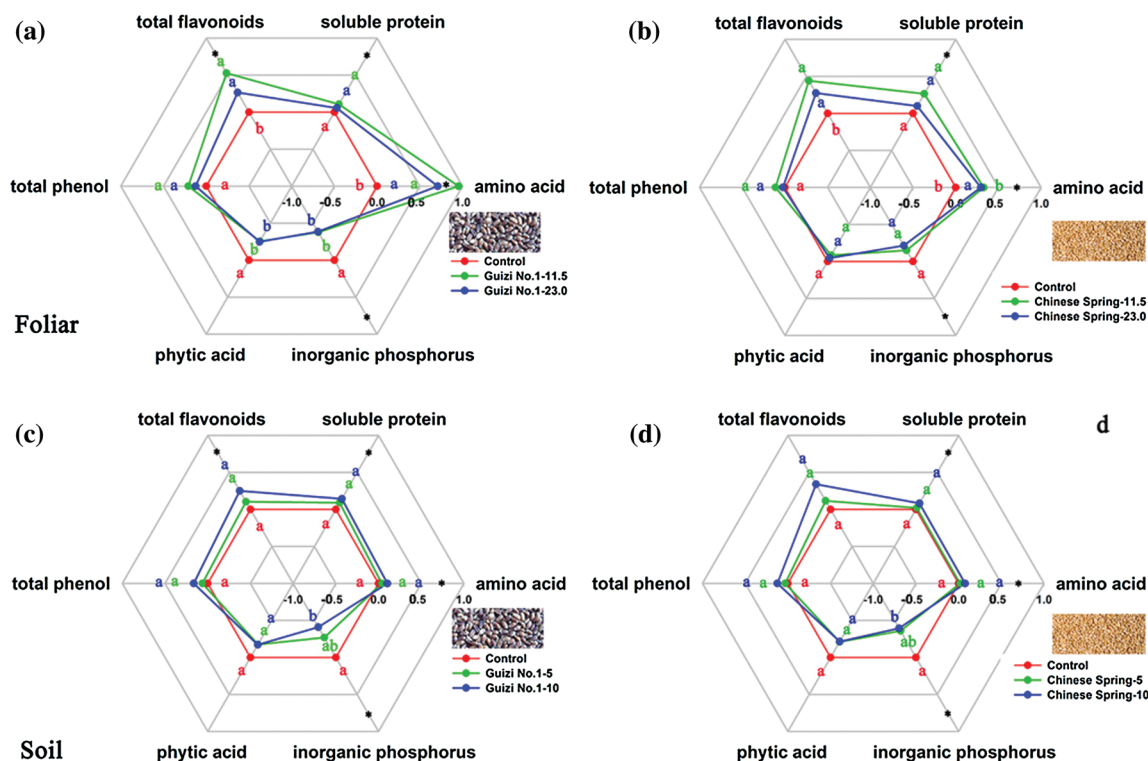 (a)
total flavonoids
soluble protein
*
*
a
a
a
a
b
a
total phenol
a
a
a
b
a
a
*
amino acid
-1.0
-0.5
0.0
0.5
1.0
b
b
b
b
a
a
*
Control
Guizi No.1-11.5
Guizi No.1-23.0
Foliar
phytic acid
inorganic phosphorus
(b)
total flavonoids
soluble protein
*
a
a
a
a
b
a
total phenol
a
a
a
b
a
b
*
amino acid
-1.0
-0.5
0.0
0.5
1.0
a
a
a
a
a
a
*
Control
Chinese Spring-11.5
Chinese Spring-23.0
phytic acid
inorganic phosphorus
(c)
total flavonoids
soluble protein
*
*
a
a
a
a
a
a
total phenol
a
a
a
a
a
a
*
amino acid
-1.0
-0.5
0.0
0.5
1.0
a
b
a
ab
a
a
*
Control
Guizi No.1-5
Guizi No.1-10
Soil
phytic acid
inorganic phosphorus
(d)
d
total flavonoids
soluble protein
*
a
a
a
a
a
a
total phenol
a
a
a
a
a
a
*
amino acid
-1.0
-0.5
0.0
0.5
1.0
a
b
a
ab
a
a
*
Control
Chinese Spring-5
Chinese Spring-10
phytic acid
inorganic phosphorus